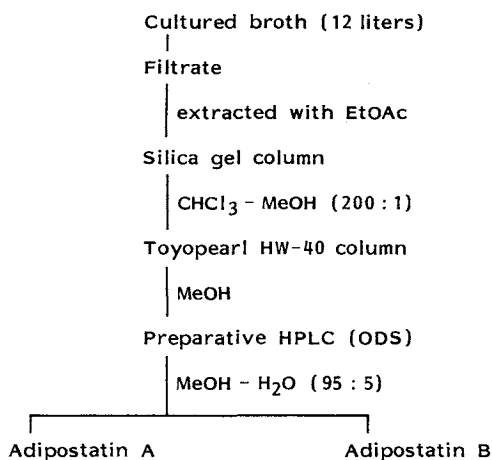 Cultured broth (12 liters)
Filtrate
extracted with EtOAc
Silica gel column
CHCl3 - MeOH (200 : 1)
Toyopearl HW-40 column
MeOH
Preparative HPLC (ODS)
MeOH - H2O (95 : 5)
Adipostatin A Adipostatin B